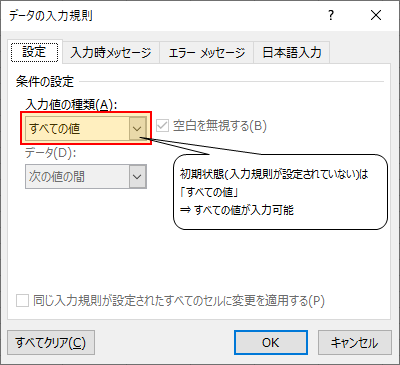 データの入力規則
? ×
設定 入力時メッセージ エラー メッセージ 日本語入力
条件の設定
入力値の種類(A):
すべての値 空白を無視する(B)
データ(D):
次の値の間
初期状態(入力規則が設定されていない)は
「すべての値」
⇒ すべての値が入力可能
同じ入力規則が設定されたすべてのセルに変更を適用する(P)
すべてクリア(C) OK キャンセル